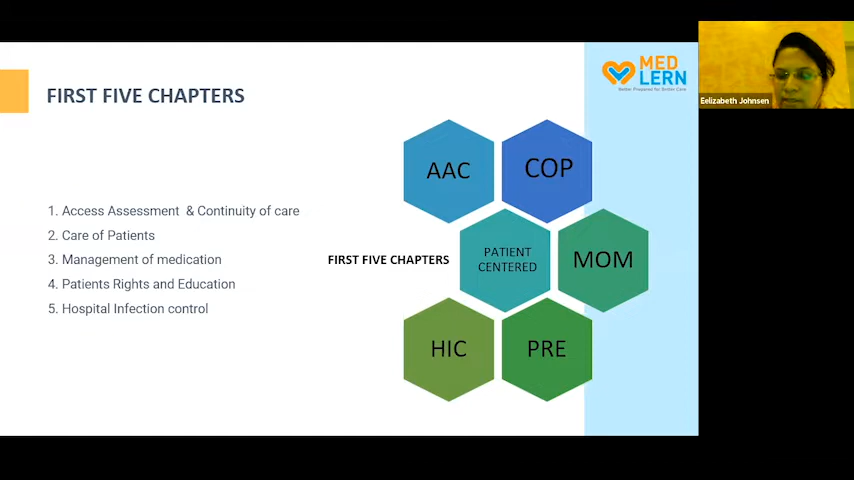 FIRST FIVE CHAPTERS
MED
LERN
Better Prepared for Better Care
Eelizabeth Johnsen
1. Access Assessment & Continuity of care
2. Care of Patients
3. Management of medication
4. Patients Rights and Education
5. Hospital Infection control
FIRST FIVE CHAPTERS
AAC
COP
PATIENT
CENTERED
MOM
HIC
PRE